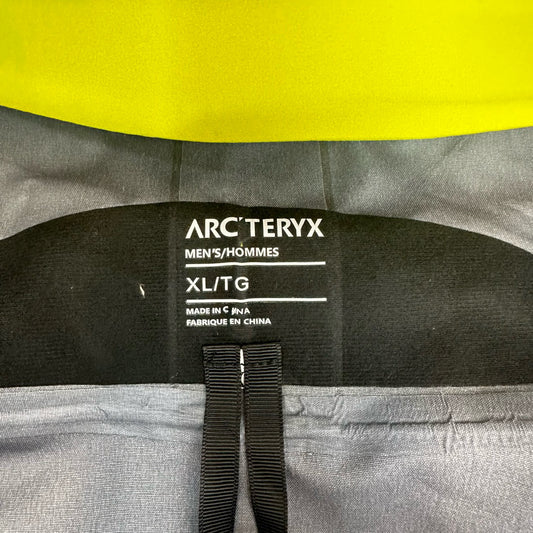 ARC'TERYX
MEN'S/HOMMES
XL/TG
MADE IN CHINA
FABRIQUE EN CHINA